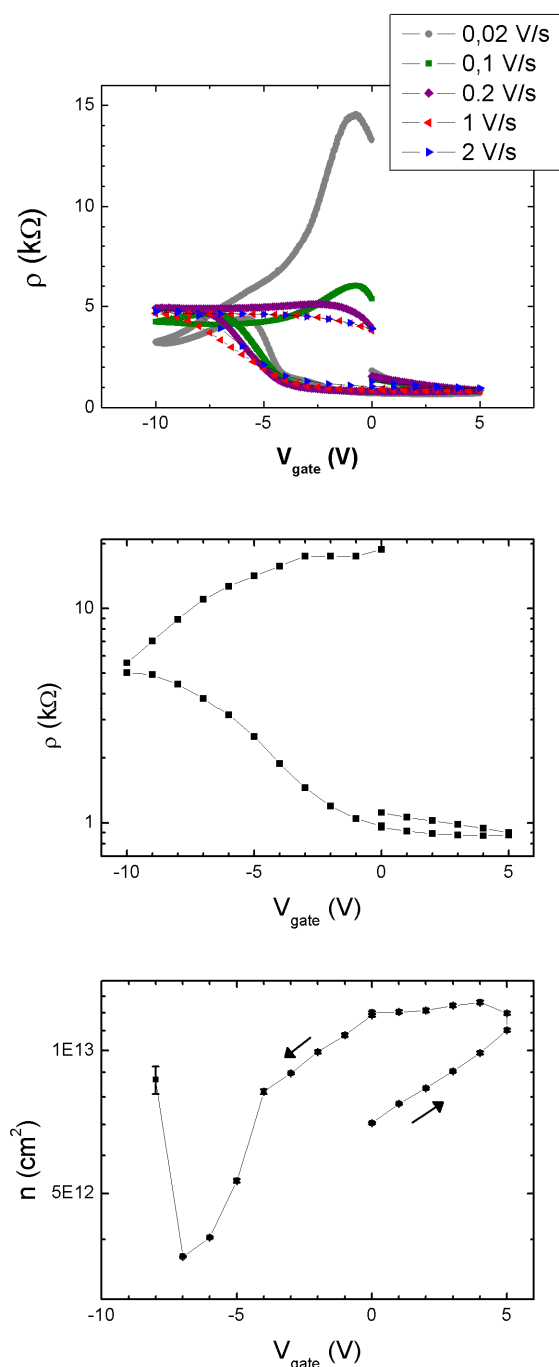 0,02 V/s
0,1 V/s
0.2 V/s
1 V/s
2 V/s
15
10
5
0
ρ (kΩ)
-10 -5 0 5
V_gate (V)
10
1
ρ (kΩ)
-10 -5 0 5
V_gate (V)
1E13
5E12
n (cm²)
-10 -5 0 5
V_gate (V)